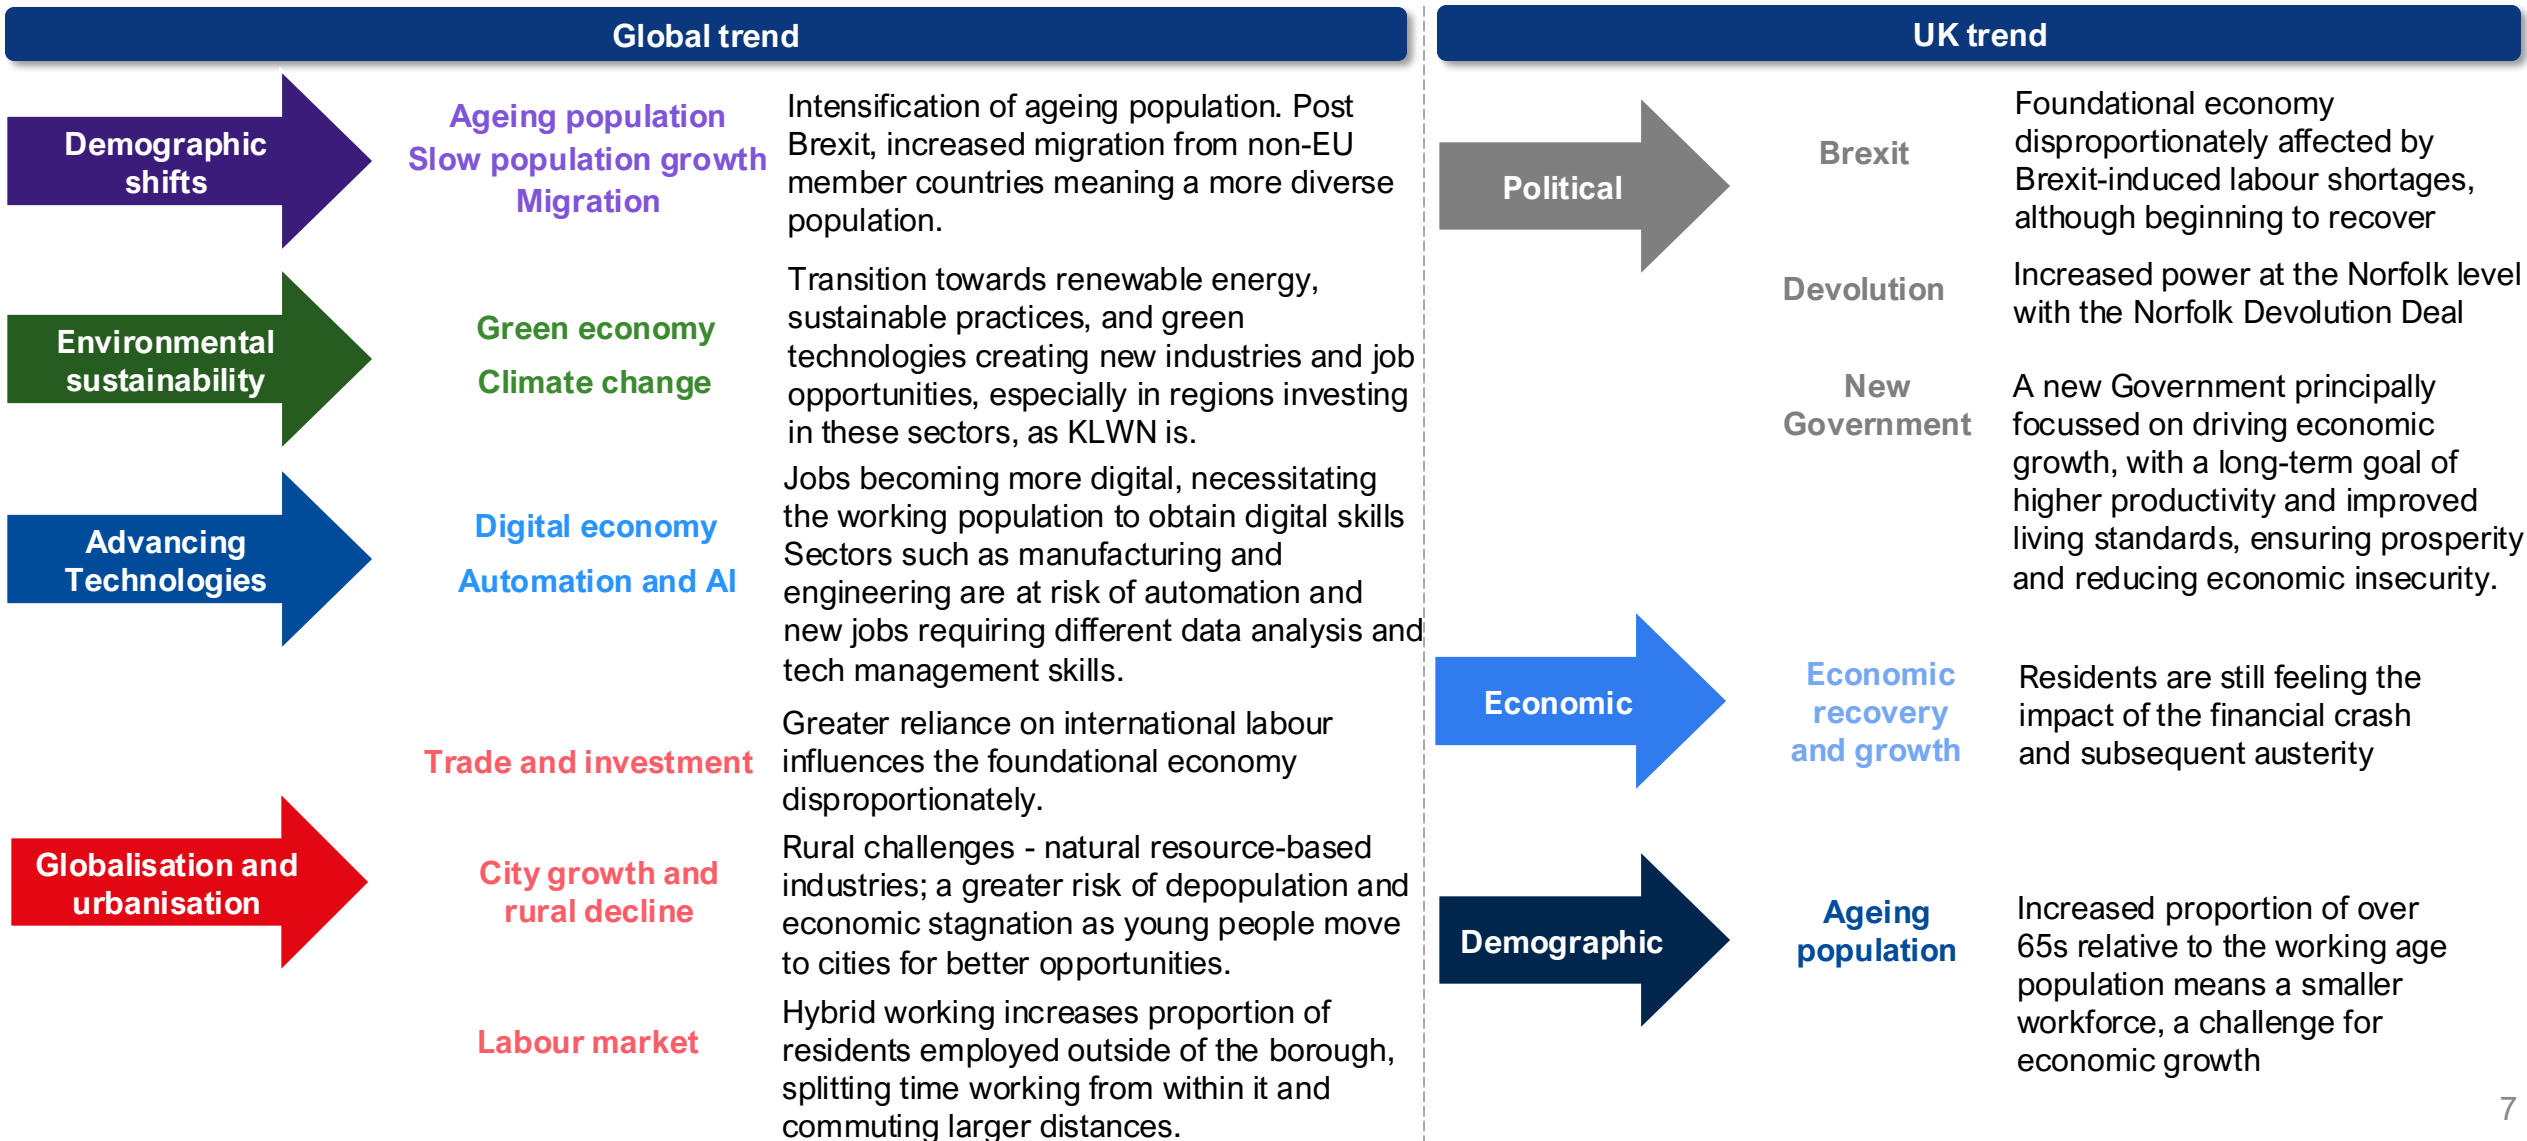 Global trend
Demographic
shifts
Ageing population
Slow population growth
Migration
Intensification of ageing population. Post
Brexit, increased migration from non-EU
member countries meaning a more diverse
population.
Environmental
sustainability
Green economy
Climate change
Transition towards renewable energy,
sustainable practices, and green
technologies creating new industries and job
opportunities, especially in regions investing
in these sectors, as KLWN is.
Advancing
Technologies
Digital economy
Automation and AI
Jobs becoming more digital, necessitating
the working population to obtain digital skills
Sectors such as manufacturing and
engineering are at risk of automation and
new jobs requiring different data analysis and
tech management skills.
Globalisation and
urbanisation
Trade and investment
Greater reliance on international labour
influences the foundational economy
disproportionately.
City growth and
rural decline
Rural challenges - natural resource-based
industries; a greater risk of depopulation and
economic stagnation as young people move
to cities for better opportunities.
Labour market
Hybrid working increases proportion of
residents employed outside of the borough,
splitting time working from within it and
commuting larger distances.
UK trend
Political
Brexit
Foundational economy
disproportionately affected by
Brexit-induced labour shortages,
although beginning to recover
Devolution
Increased power at the Norfolk level
with the Norfolk Devolution Deal
New
Government
A new Government principally
focussed on driving economic
growth, with a long-term goal of
higher productivity and improved
living standards, ensuring prosperity
and reducing economic insecurity.
Economic
Economic
recovery
and growth
Residents are still feeling the
impact of the financial crash
and subsequent austerity
Demographic
Ageing
population
Increased proportion of over
65s relative to the working age
population means a smaller
workforce, a challenge for
economic growth
7